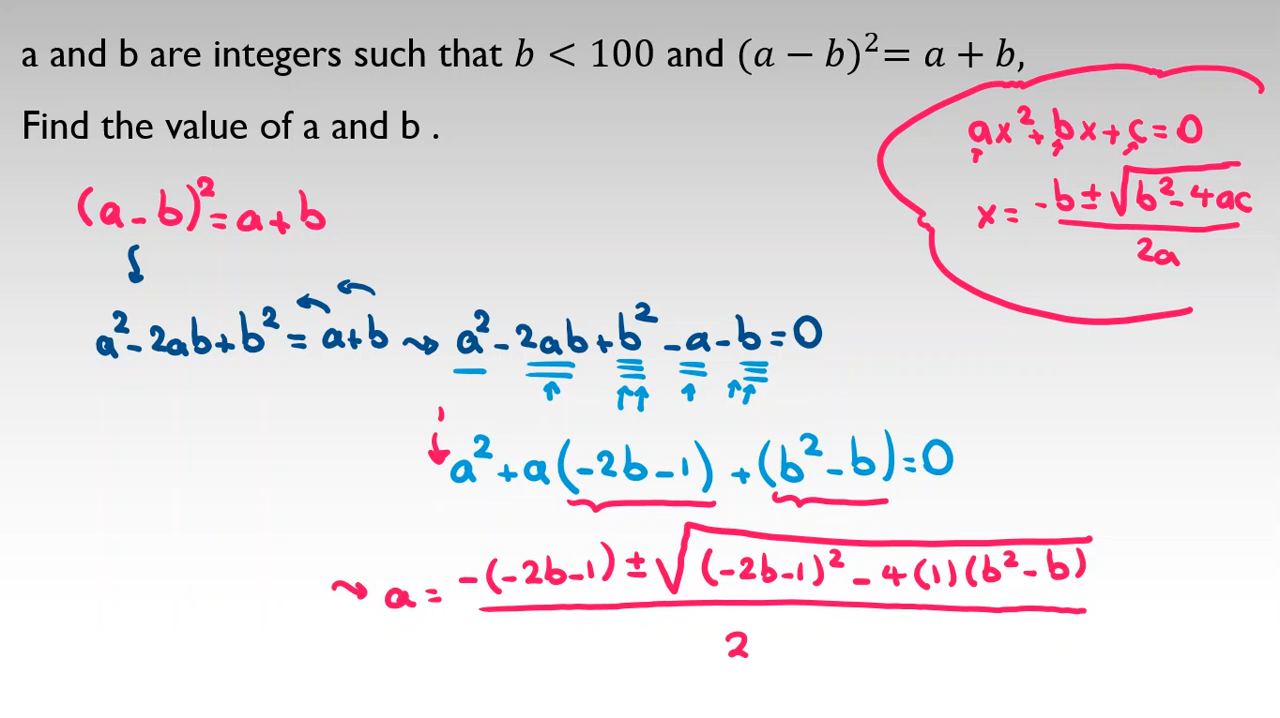 a and b are integers such that b < 100 and (a − b)²= a + b,
Find the value of a and b .
ax²+bx+c=0
x= -b±√(b²-4ac) / 2a
(a-b)²=a+b
a²-2ab+b²=a+b ⇝ a²-2ab+b²-a-b=0
a²+a(-2b-1)+(b²-b)=0
⇝ a= -(-2b-1)±√((-2b-1)²-4(1)(b²-b)) / 2